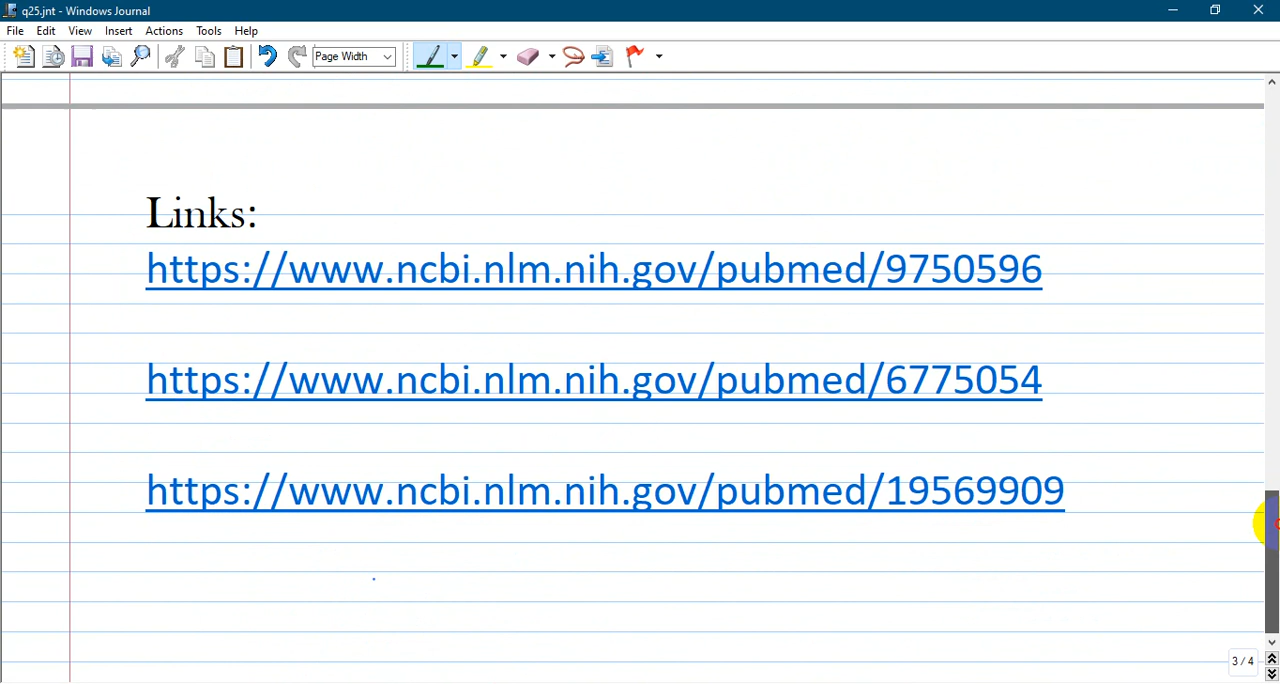 q25.jnt - Windows Journal
File Edit View Insert Actions Tools Help
Page Width
Links:
https://www.ncbi.nlm.nih.gov/pubmed/9750596
https://www.ncbi.nlm.nih.gov/pubmed/6775054
https://www.ncbi.nlm.nih.gov/pubmed/19569909
3 / 4